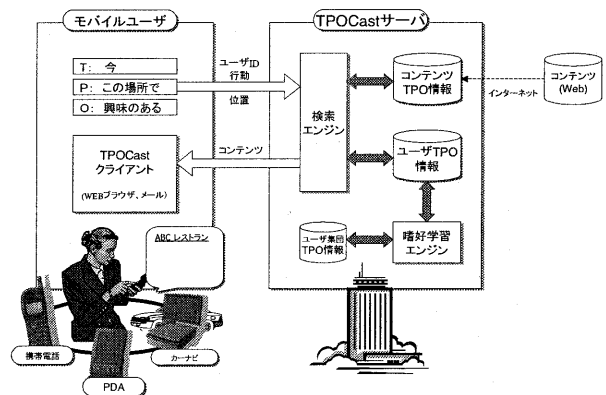 モバイルユーザ
T: 今
P: この場所で
O: 興味のある
TPOCast
クライアント
(WEBブラウザ、メール)
ABC レストラン
携帯電話
PDA
カーナビ
ユーザID
行動
位置
コンテンツ
TPOCastサーバ
検索
エンジン
コンテンツ
TPO情報
ユーザTPO
情報
ユーザ集団
TPO情報
嗜好学習
エンジン
インターネット
コンテンツ
(Web)